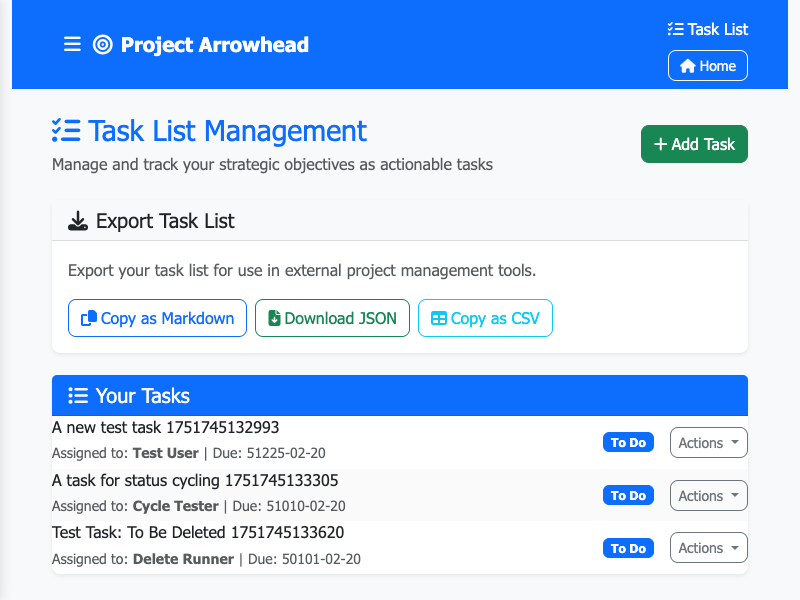 Project Arrowhead
Task List
Home
Task List Management
Manage and track your strategic objectives as actionable tasks
Add Task
Export Task List
Export your task list for use in external project management tools.
Copy as Markdown
Download JSON
Copy as CSV
Your Tasks
A new test task 1751745132993
Assigned to: Test User | Due: 51225-02-20
To Do
Actions
A task for status cycling 1751745133305
Assigned to: Cycle Tester | Due: 51010-02-20
To Do
Actions
Test Task: To Be Deleted 1751745133620
Assigned to: Delete Runner | Due: 50101-02-20
To Do
Actions